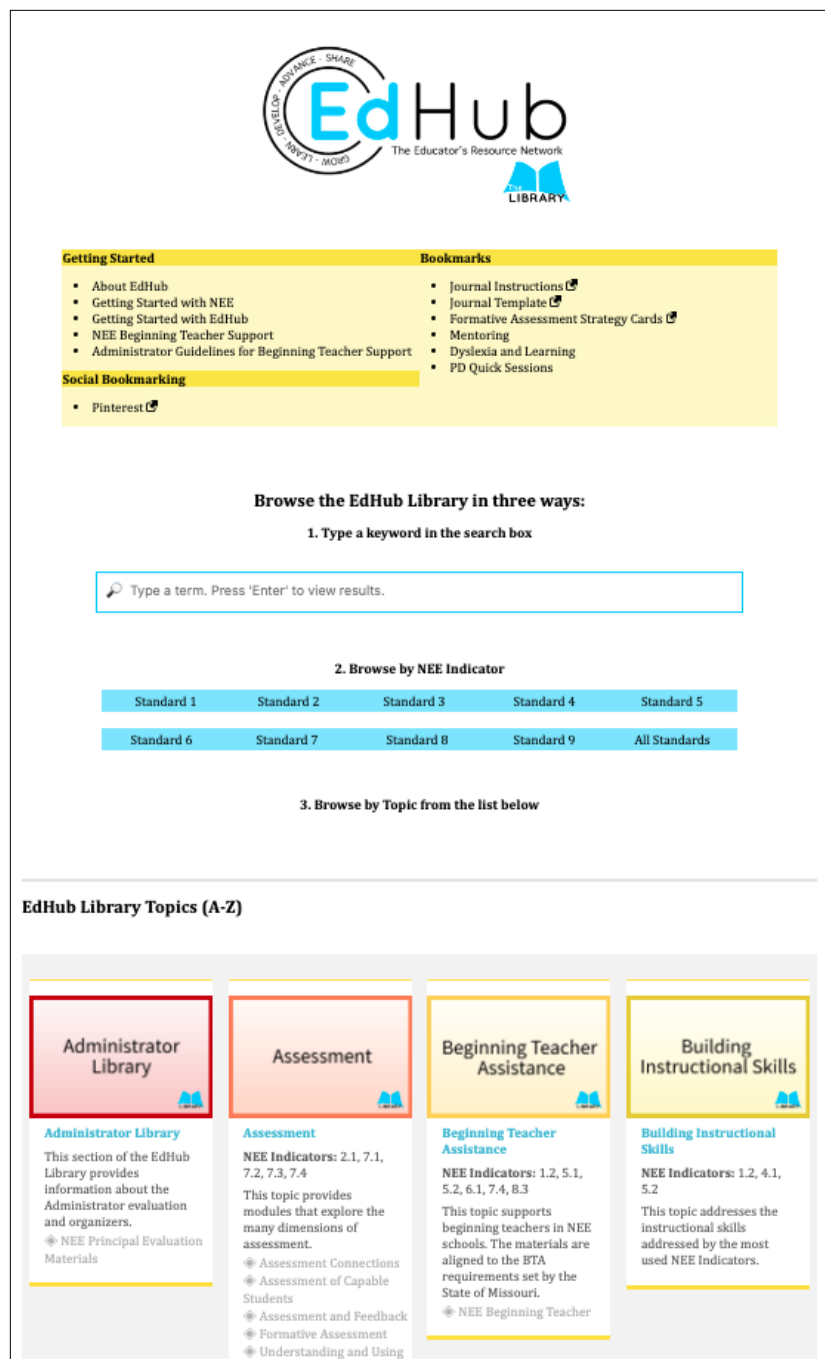 GROW - LEARN - DEVELOP - ADVANCE - SHARE
EdHub
The Educator's Resource Network
The
LIBRARY
Getting Started
About EdHub
Getting Started with NEE
Getting Started with EdHub
NEE Beginning Teacher Support
Administrator Guidelines for Beginning Teacher Support
Social Bookmarking
Pinterest
Bookmarks
Journal Instructions
Journal Template
Formative Assessment Strategy Cards
Mentoring
Dyslexia and Learning
PD Quick Sessions
Browse the EdHub Library in three ways:
1. Type a keyword in the search box
Type a term. Press 'Enter' to view results.
2. Browse by NEE Indicator
Standard 1 Standard 2 Standard 3 Standard 4 Standard 5
Standard 6 Standard 7 Standard 8 Standard 9 All Standards
3. Browse by Topic from the list below
EdHub Library Topics (A-Z)
Administrator
Library
Administrator Library
This section of the EdHub
Library provides
information about the
Administrator evaluation
and organizers.
NEE Principal Evaluation
Materials
Assessment
Assessment
NEE Indicators: 2.1, 7.1,
7.2, 7.3, 7.4
This topic provides
modules that explore the
many dimensions of
assessment.
Assessment Connections
Assessment of Capable
Students
Assessment and Feedback
Formative Assessment
Understanding and Using
Beginning Teacher
Assistance
Beginning Teacher
Assistance
NEE Indicators: 1.2, 5.1,
5.2, 6.1, 7.4, 8.3
This topic supports
beginning teachers in NEE
schools. The materials are
aligned to the BTA
requirements set by the
State of Missouri.
NEE Beginning Teacher
Building
Instructional Skills
Building Instructional
Skills
NEE Indicators: 1.2, 4.1,
5.2
This topic addresses the
instructional skills
addressed by the most
used NEE Indicators.